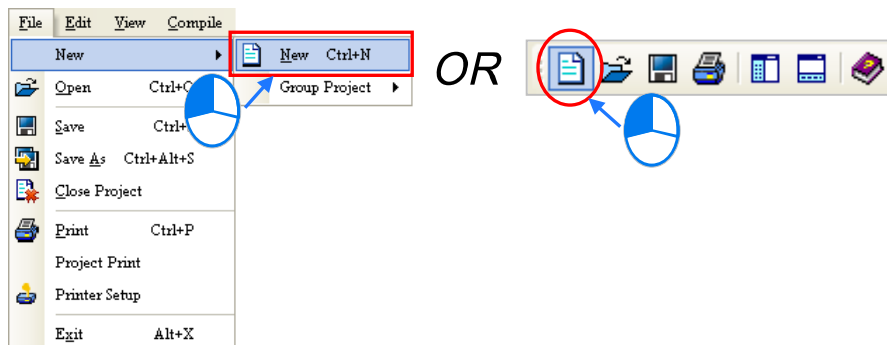 File Edit View Compile
New
New Ctrl+N
Open
Group Project
Save
Save As Ctrl+Alt+S
Close Project
Print Ctrl+P
Project Print
Printer Setup
Exit Alt+X
OR